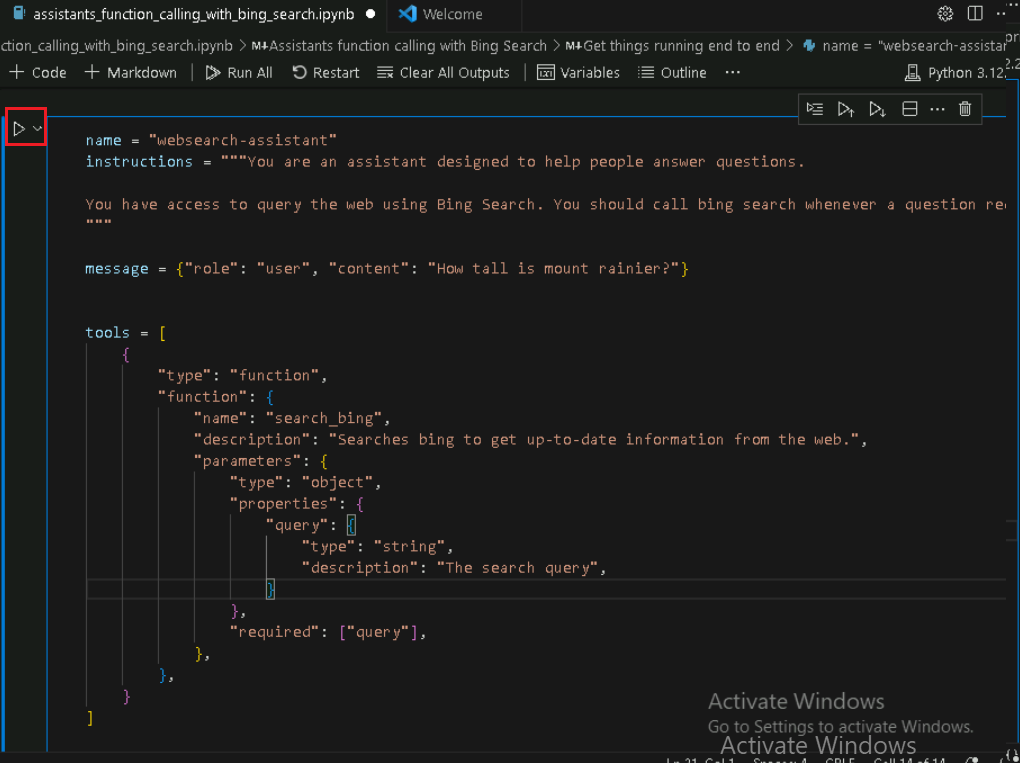 assistants_function_calling_with_bing_search.ipynb ● Welcome ···
ction_calling_with_bing_search.ipynb > M↓Assistants function calling with Bing Search > M↓Get things running end to end > name = "websearch-assistar
+ Code + Markdown | Run All Restart Clear All Outputs | Variables Outline ··· Python 3.12.
name = "websearch-assistant"
instructions = """You are an assistant designed to help people answer questions.
You have access to query the web using Bing Search. You should call bing search whenever a question re
"""
message = {"role": "user", "content": "How tall is mount rainier?"}
tools = [
{
"type": "function",
"function": {
"name": "search_bing",
"description": "Searches bing to get up-to-date information from the web.",
"parameters": {
"type": "object",
"properties": {
"query": {
"type": "string",
"description": "The search query",
}
},
"required": ["query"],
},
},
}
]
Activate Windows
Go to Settings to activate Windows.
Activate Windows